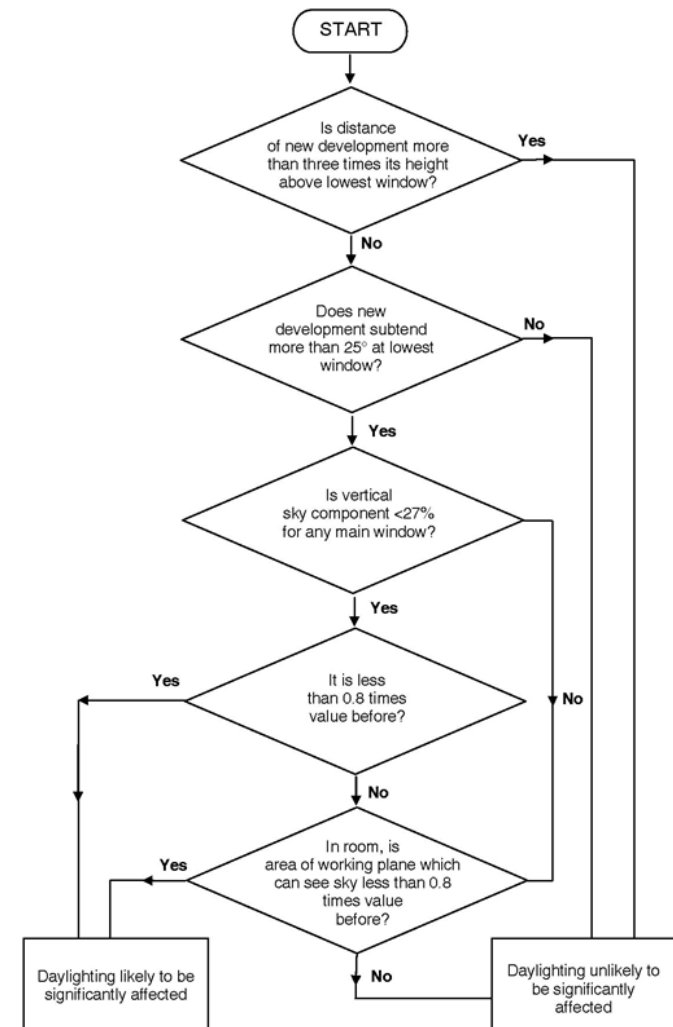 START
Is distance
of new development more
than three times its height
above lowest window?
Yes
No
Does new
development subtend
more than 25° at lowest
window?
No
Yes
Is vertical
sky component <27%
for any main window?
Yes
No
It is less
than 0.8 times
value before?
Yes
No
In room, is
area of working plane which
can see sky less than 0.8
times value
before?
Yes
No
Daylighting likely to be
significantly affected
Daylighting unlikely to
be significantly
affected